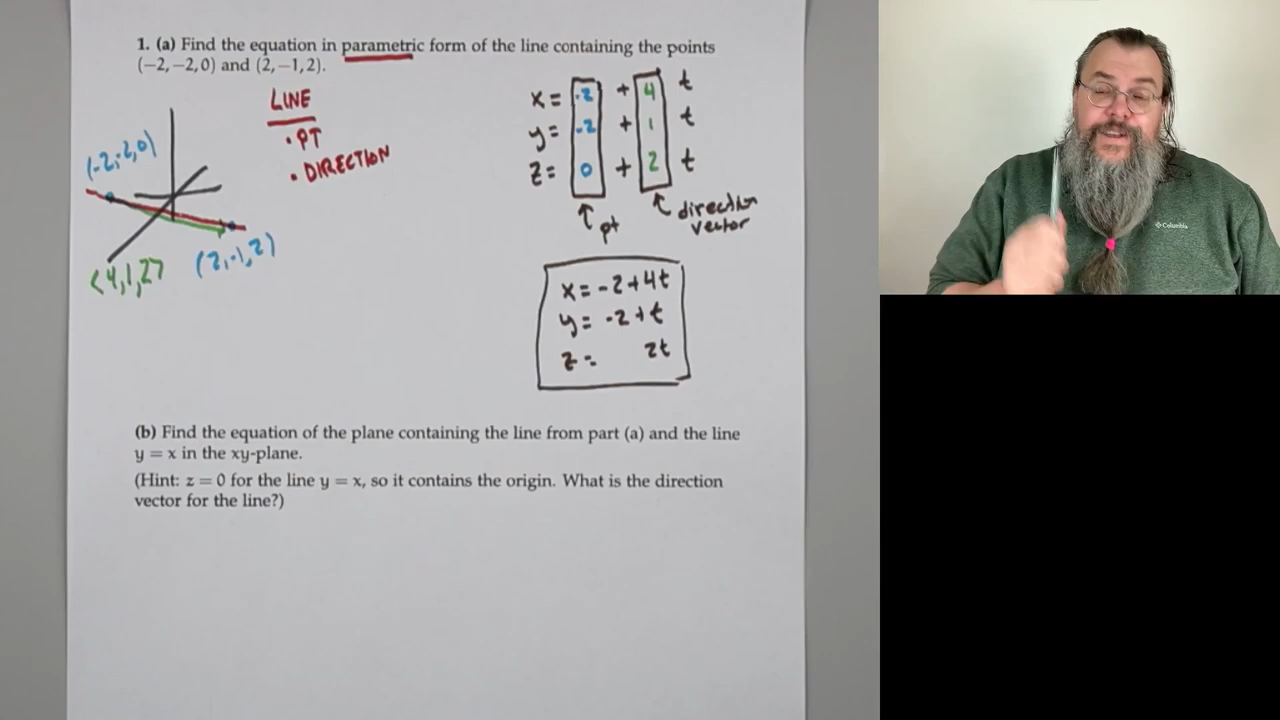 1. (a) Find the equation in parametric form of the line containing the points
(−2, −2, 0) and (2, −1, 2).
LINE
• PT
• DIRECTION
(-2,-2,0)
(2,-1,2)
<4,1,2>
x = -2 + 4 t
y = -2 + 1 t
z = 0 + 2 t
pt
direction
vector
x = -2+4t
y = -2+t
z = 2t
(b) Find the equation of the plane containing the line from part (a) and the line
y = x in the xy-plane.
(Hint: z = 0 for the line y = x, so it contains the origin. What is the direction
vector for the line?)
Columbia